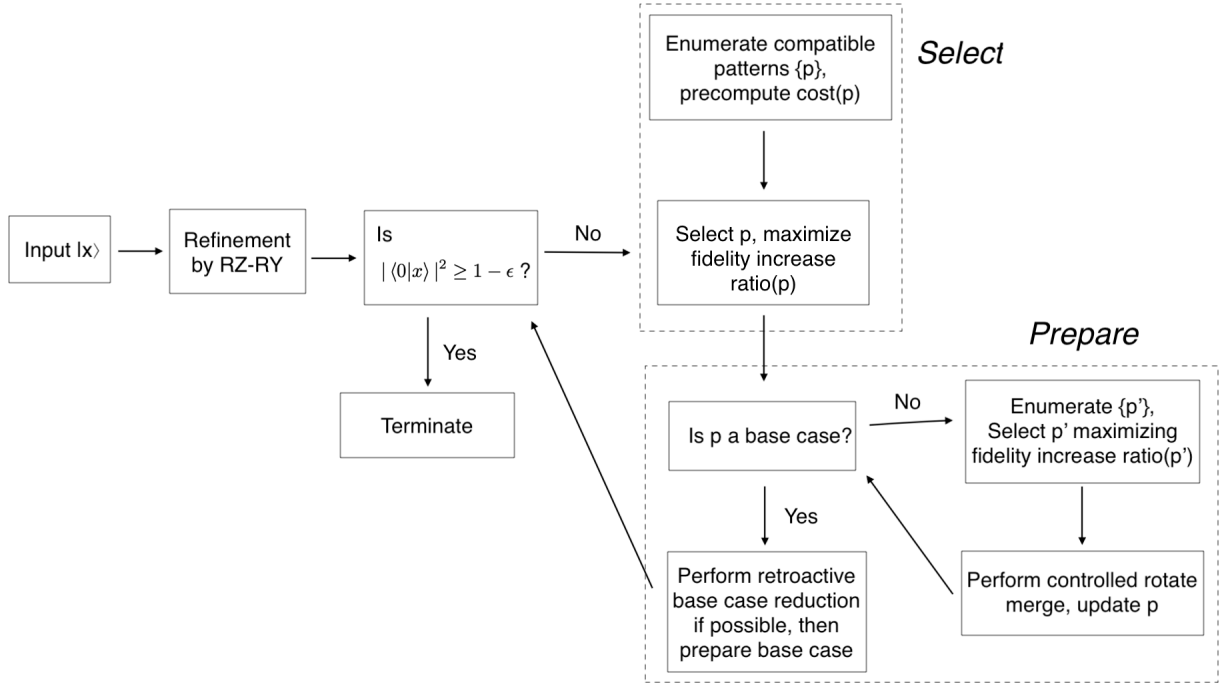 Enumerate compatible
patterns {p},
precompute cost(p)
Select
Input |x⟩
Refinement
by RZ-RY
Is
| ⟨0|x⟩ |² ≥ 1 − ϵ ?
No
Select p, maximize
fidelity increase
ratio(p)
Yes
Terminate
Prepare
Is p a base case?
No
Enumerate {p’},
Select p’ maximizing
fidelity increase ratio(p’)
Yes
Perform retroactive
base case reduction
if possible, then
prepare base case
Perform controlled rotate
merge, update p